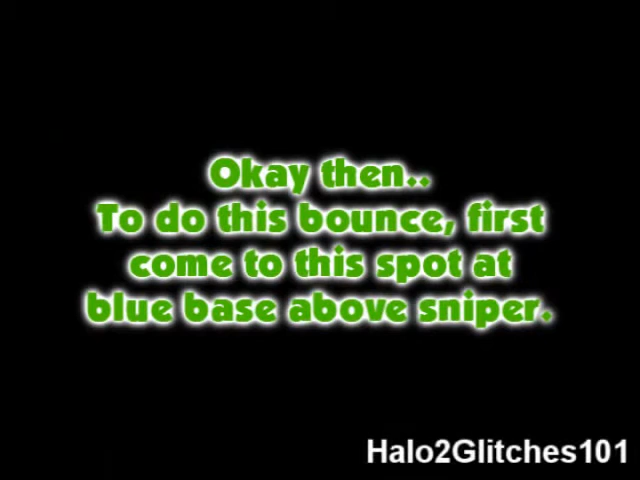 Okay then..
To do this bounce, first
come to this spot at
blue base above sniper.
Halo2Glitches101